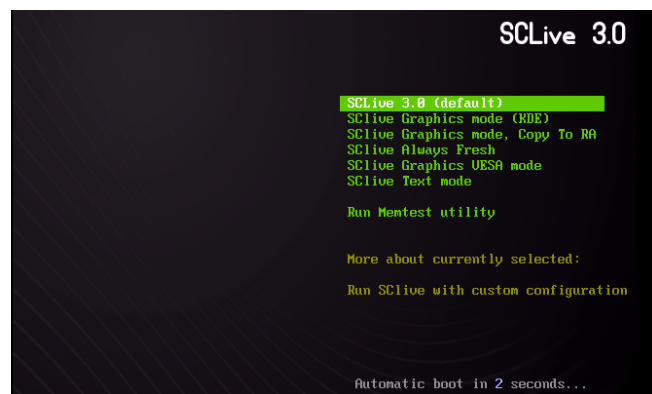 SCLive 3.0
SCLive 3.0 (default)
SClive Graphics mode (KDE)
SClive Graphics mode, Copy To RA
SClive Always Fresh
SClive Graphics VESA mode
SClive Text mode
Run Memtest utility
More about currently selected:
Run SClive with custom configuration
Automatic boot in 2 seconds...